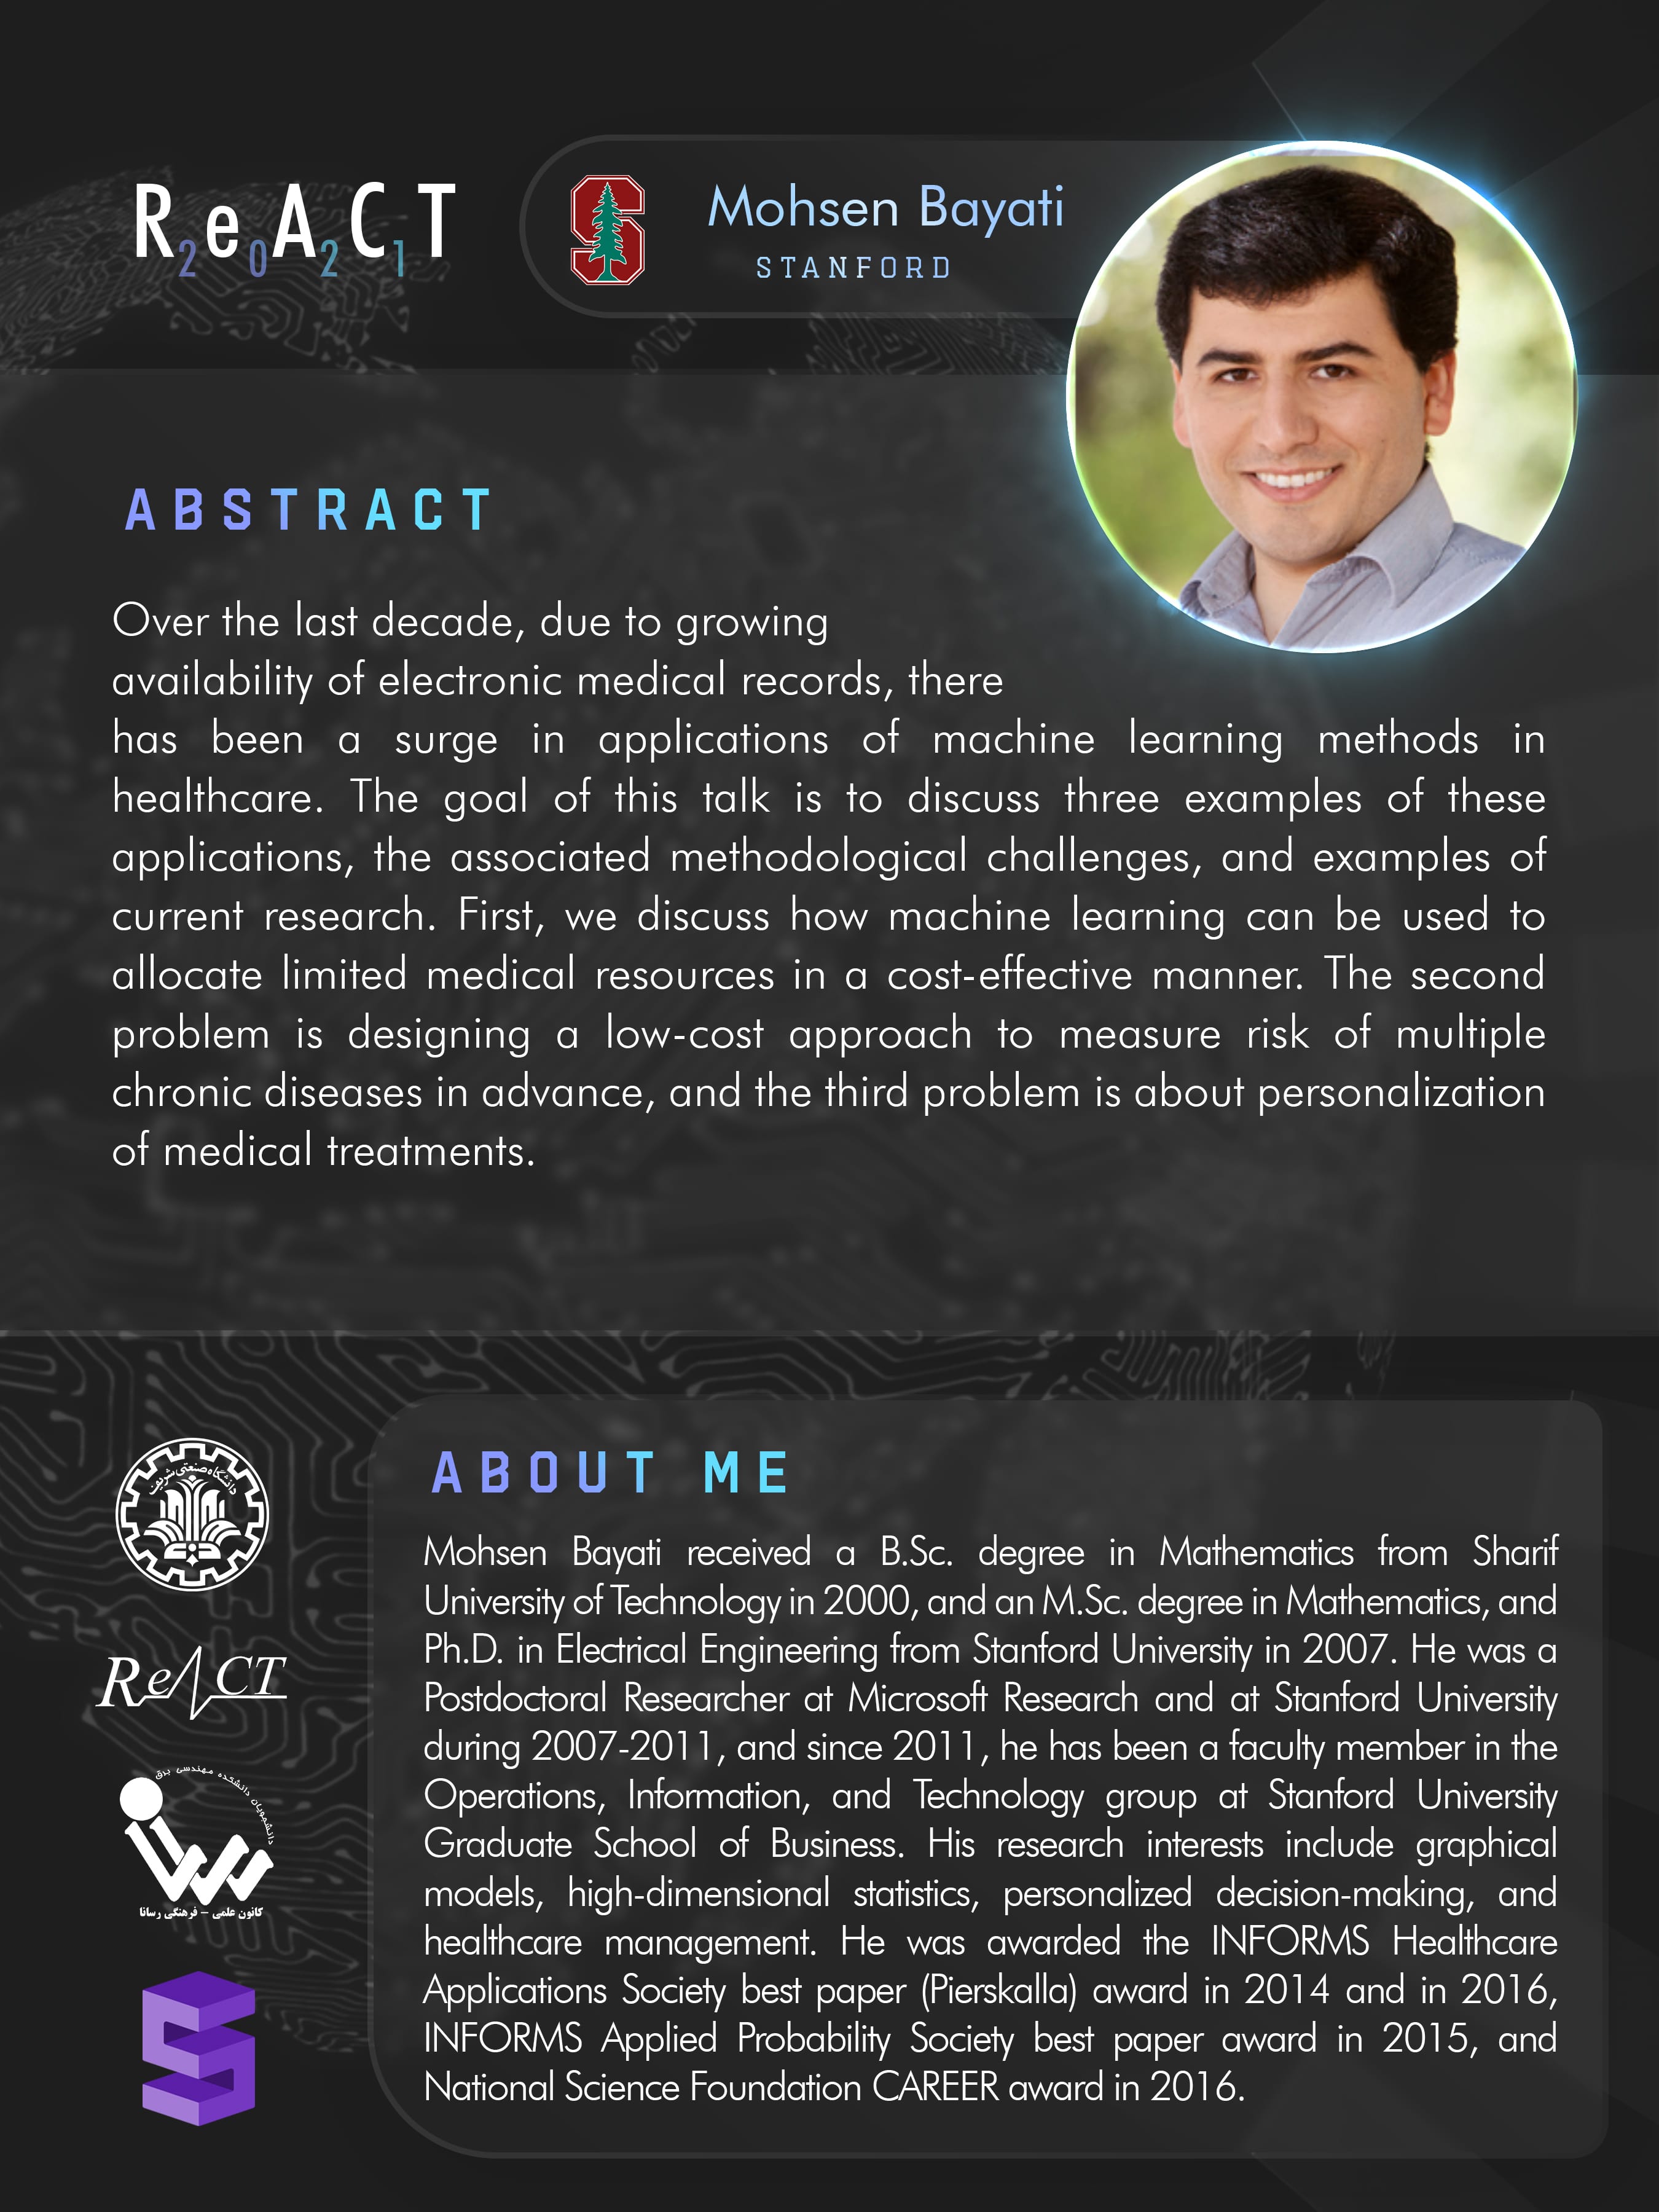 ReACT
2021
Mohsen Bayati
STANFORD
ABSTRACT
Over the last decade, due to growing
availability of electronic medical records, there
has been a surge in applications of machine learning methods in
healthcare. The goal of this talk is to discuss three examples of these
applications, the associated methodological challenges, and examples of
current research. First, we discuss how machine learning can be used to
allocate limited medical resources in a cost-effective manner. The second
problem is designing a low-cost approach to measure risk of multiple
chronic diseases in advance, and the third problem is about personalization
of medical treatments.
دانشگاه صنعتی شریف
ReACT
دانشجویان دانشکده مهندسی برق
رسانا
کانون علمی - فرهنگی رسانا
ABOUT ME
Mohsen Bayati received a B.Sc. degree in Mathematics from Sharif
University of Technology in 2000, and an M.Sc. degree in Mathematics, and
Ph.D. in Electrical Engineering from Stanford University in 2007. He was a
Postdoctoral Researcher at Microsoft Research and at Stanford University
during 2007-2011, and since 2011, he has been a faculty member in the
Operations, Information, and Technology group at Stanford University
Graduate School of Business. His research interests include graphical
models, high-dimensional statistics, personalized decision-making, and
healthcare management. He was awarded the INFORMS Healthcare
Applications Society best paper (Pierskalla) award in 2014 and in 2016,
INFORMS Applied Probability Society best paper award in 2015, and
National Science Foundation CAREER award in 2016.